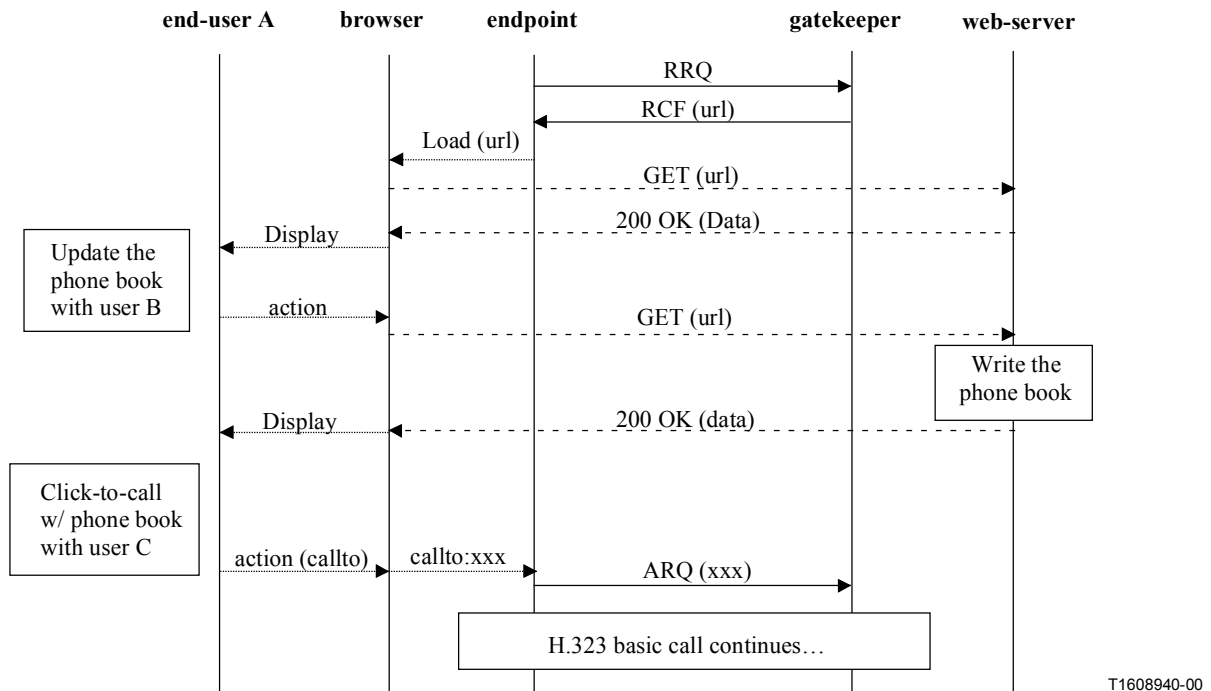 end-user A browser endpoint gatekeeper web-server
RRQ
RCF (url)
Load (url)
GET (url)
200 OK (Data)
Display
Update the
phone book
with user B
action
GET (url)
Write the
phone book
200 OK (data)
Display
Click-to-call
w/ phone book
with user C
action (callto) callto:xxx
ARQ (xxx)
H.323 basic call continues…
T1608940-00